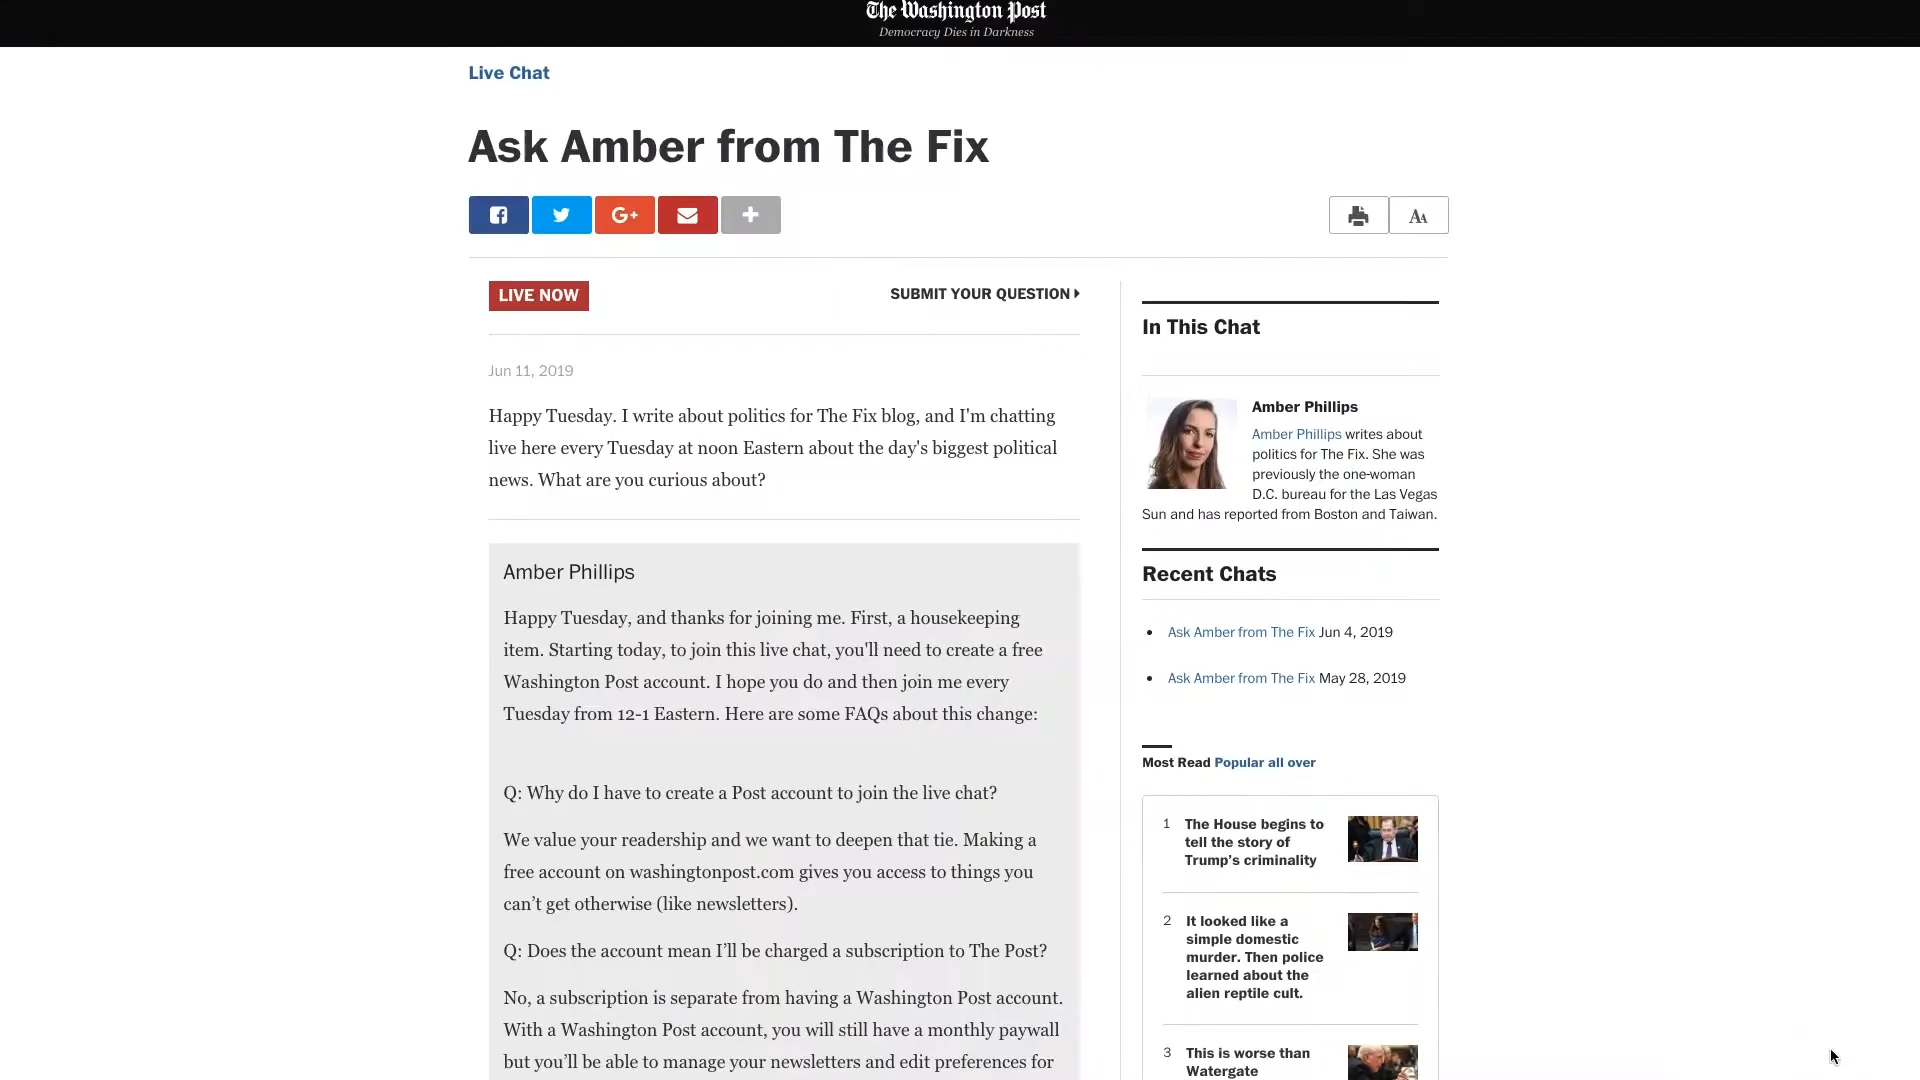 The Washington Post
Democracy Dies in Darkness
Live Chat
Ask Amber from The Fix
G+
AA
LIVE NOW
SUBMIT YOUR QUESTION
Jun 11, 2019
Happy Tuesday. I write about politics for The Fix blog, and I'm chatting
live here every Tuesday at noon Eastern about the day's biggest political
news. What are you curious about?
Amber Phillips
Happy Tuesday, and thanks for joining me. First, a housekeeping
item. Starting today, to join this live chat, you'll need to create a free
Washington Post account. I hope you do and then join me every
Tuesday from 12-1 Eastern. Here are some FAQs about this change:
Q: Why do I have to create a Post account to join the live chat?
We value your readership and we want to deepen that tie. Making a
free account on washingtonpost.com gives you access to things you
can’t get otherwise (like newsletters).
Q: Does the account mean I’ll be charged a subscription to The Post?
No, a subscription is separate from having a Washington Post account.
With a Washington Post account, you will still have a monthly paywall
but you’ll be able to manage your newsletters and edit preferences for
In This Chat
Amber Phillips
Amber Phillips writes about
politics for The Fix. She was
previously the one-woman
D.C. bureau for the Las Vegas
Sun and has reported from Boston and Taiwan.
Recent Chats
• Ask Amber from The Fix Jun 4, 2019
• Ask Amber from The Fix May 28, 2019
Most Read Popular all over
1 The House begins to
tell the story of
Trump’s criminality
2 It looked like a
simple domestic
murder. Then police
learned about the
alien reptile cult.
3 This is worse than
Watergate